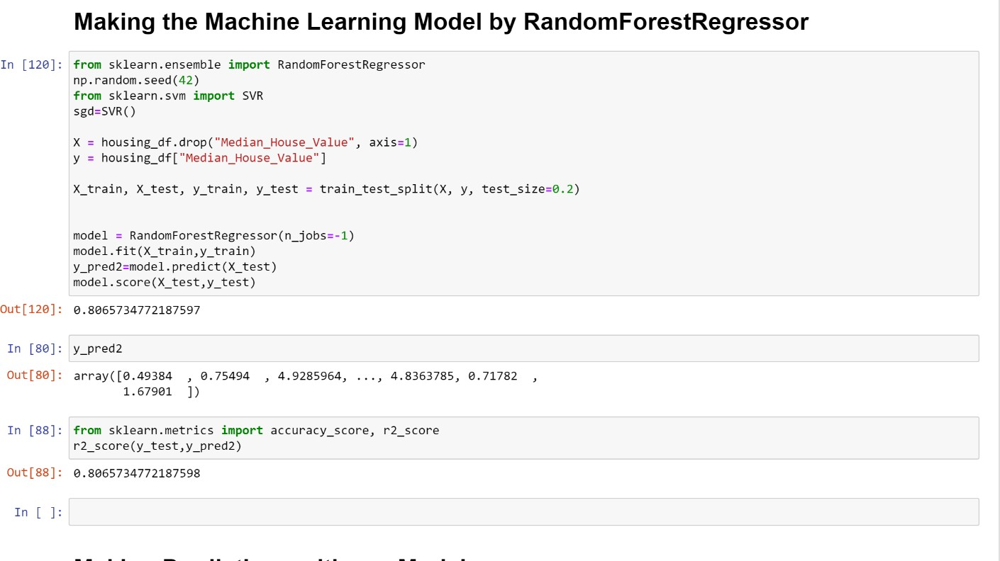 Making the Machine Learning Model by RandomForestRegressor
In [120]:
from sklearn.ensemble import RandomForestRegressor
np.random.seed(42)
from sklearn.svm import SVR
sgd=SVR()
X = housing_df.drop("Median_House_Value", axis=1)
y = housing_df["Median_House_Value"]
X_train, X_test, y_train, y_test = train_test_split(X, y, test_size=0.2)
model = RandomForestRegressor(n_jobs=-1)
model.fit(X_train,y_train)
y_pred2=model.predict(X_test)
model.score(X_test,y_test)
Out[120]: 0.8065734772187597
In [80]: y_pred2
Out[80]: array([0.49384  , 0.75494  , 4.9285964, ..., 4.8363785, 0.71782  ,
1.67901  ])
In [88]: from sklearn.metrics import accuracy_score, r2_score
r2_score(y_test,y_pred2)
Out[88]: 0.8065734772187598
In [ ]: